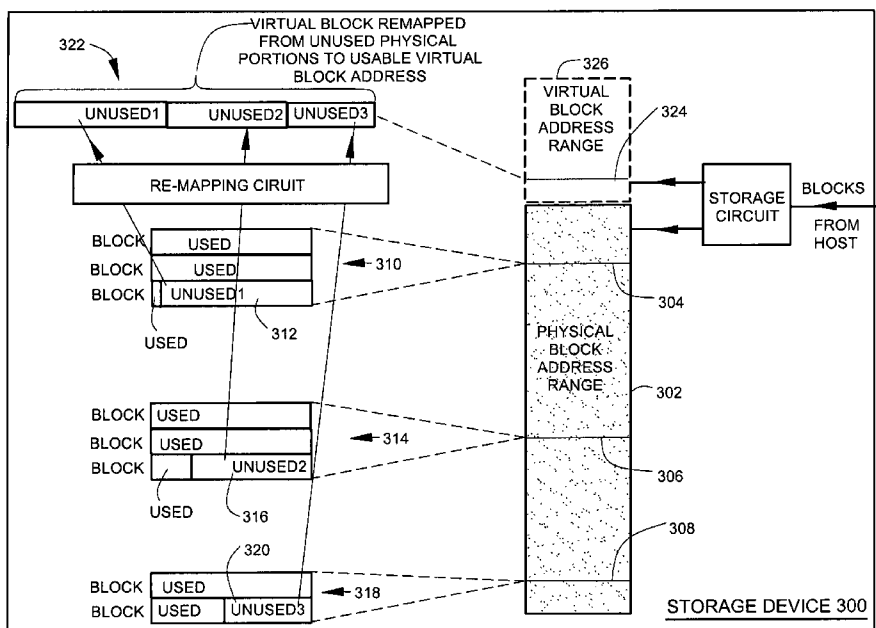 VIRTUAL BLOCK REMAPPED
FROM UNUSED PHYSICAL
PORTIONS TO USABLE VIRTUAL
BLOCK ADDRESS
322
UNUSED1
UNUSED2
UNUSED3
326
VIRTUAL
BLOCK
ADDRESS
RANGE
324
RE-MAPPING CIRUIT
STORAGE
CIRCUIT
BLOCKS
FROM
HOST
BLOCK
USED
BLOCK
USED
BLOCK
UNUSED1
USED
310
312
304
PHYSICAL
BLOCK
ADDRESS
RANGE
302
BLOCK
USED
BLOCK
USED
BLOCK
UNUSED2
USED
314
316
306
308
320
BLOCK
USED
BLOCK
USED
UNUSED3
318
STORAGE DEVICE 300